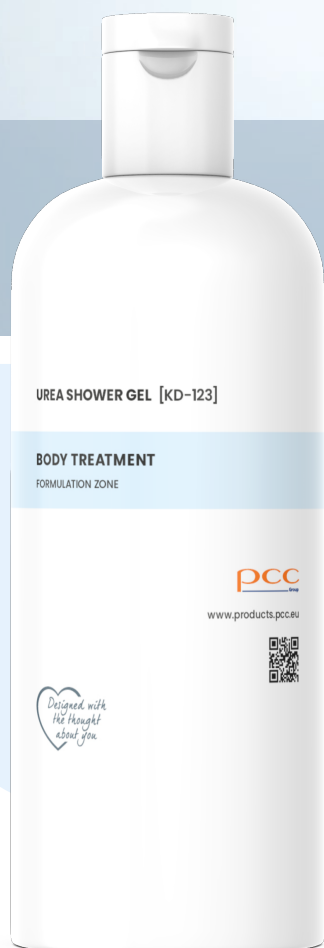 UREA SHOWER GEL [KD-123]
BODY TREATMENT
FORMULATION ZONE
pcc
Group
www.products.pcc.eu
Designed with
the thought
about you